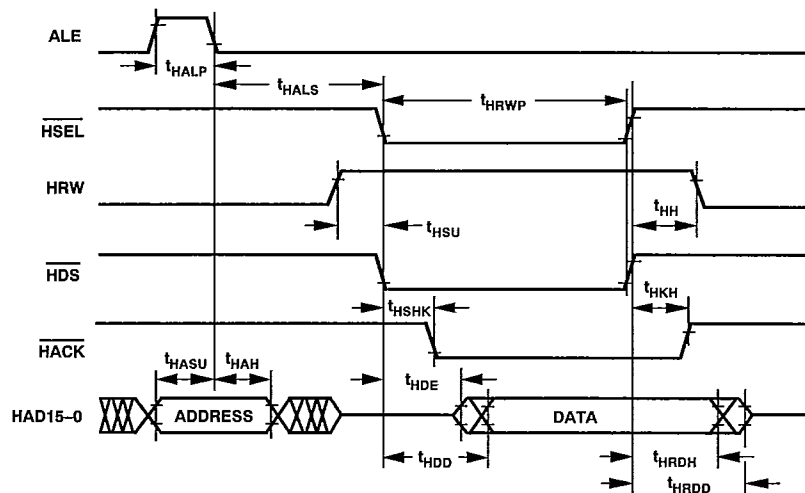 ALE
tHALP
tHALS
HSEL
tHRWP
HRW
tHSU
tHH
HDS
tHSHK
tHKH
HACK
tHASU
tHAH
tHDE
HAD15–0
ADDRESS
DATA
tHDD
tHRDH
tHRDD